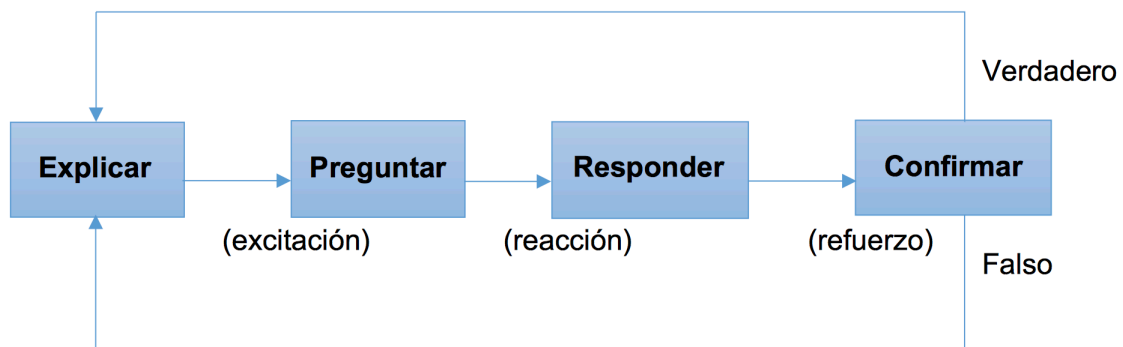 Verdadero
Explicar
Preguntar
Responder
Confirmar
(excitación)
(reacción)
(refuerzo)
Falso